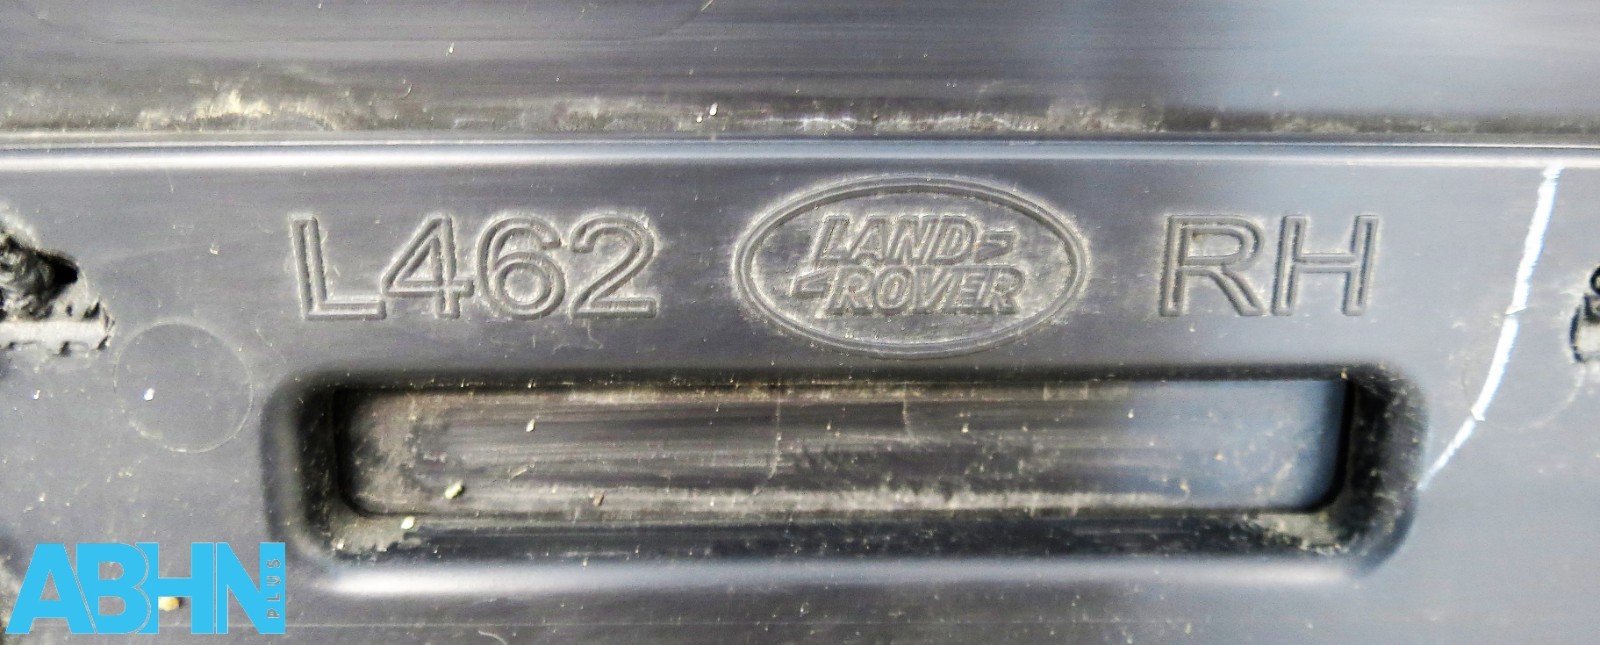 L462 LAND ROVER RH
ABHN PLUS